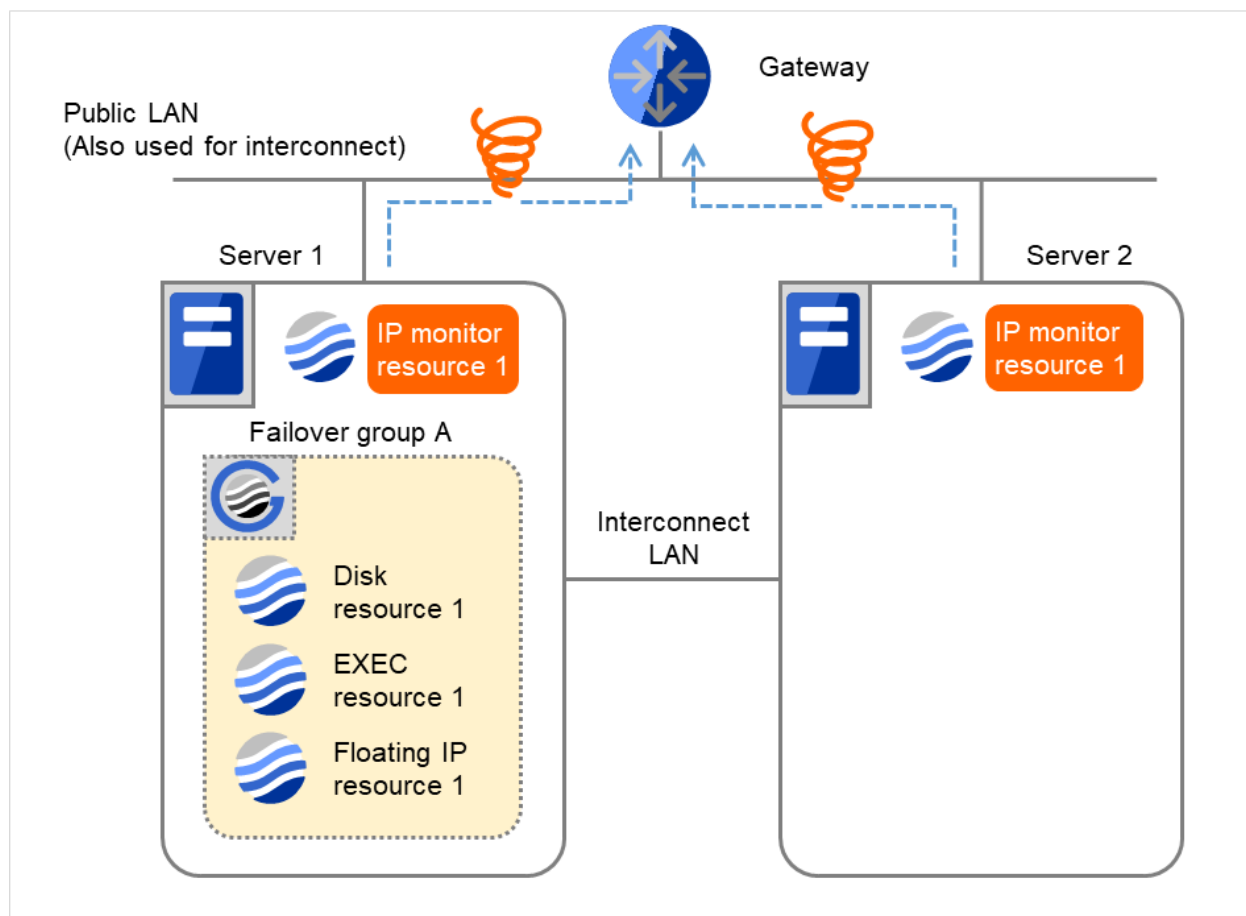 Gateway
Public LAN
(Also used for interconnect)
Server 1
Server 2
IP monitor
resource 1
IP monitor
resource 1
Failover group A
Interconnect
LAN
Disk
resource 1
EXEC
resource 1
Floating IP
resource 1